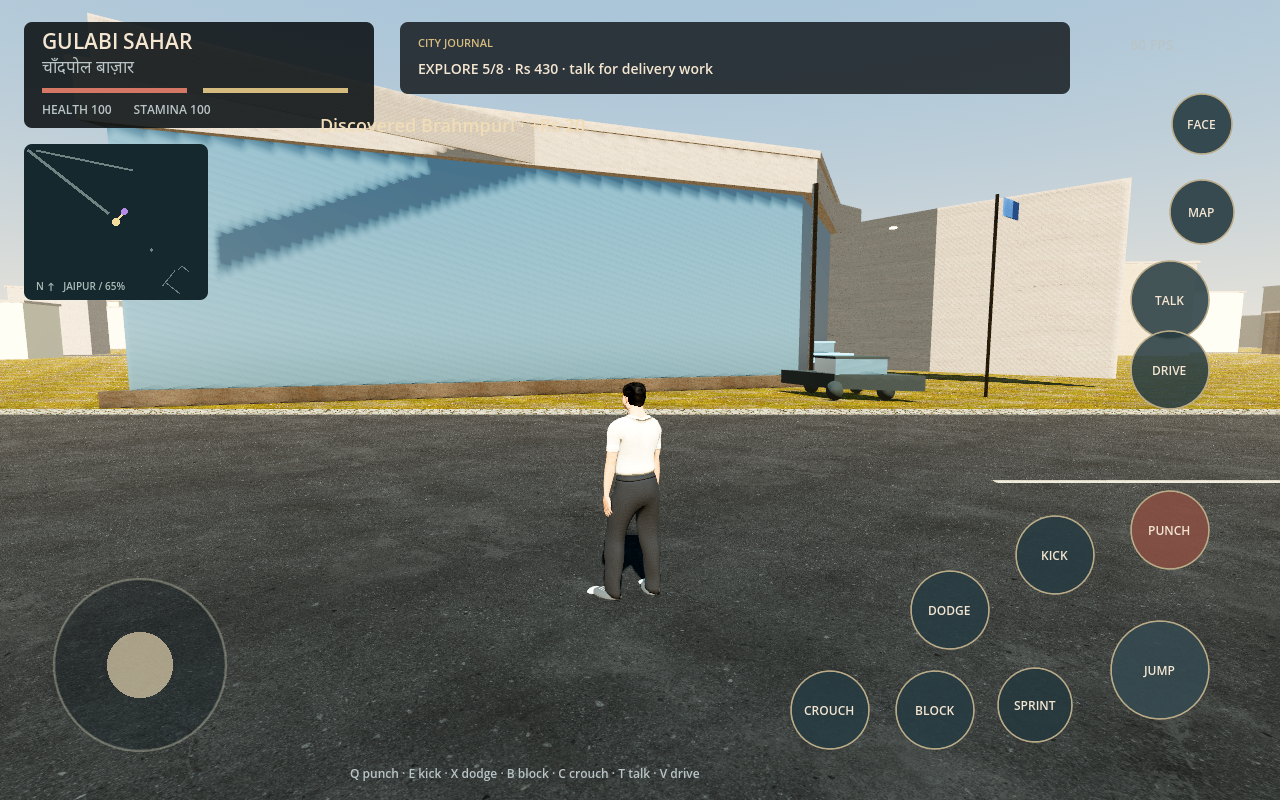 GULABI SAHAR
चाँदपोल बाज़ार
HEALTH 100 STAMINA 100
CITY JOURNAL
EXPLORE 5/8 · Rs 430 · talk for delivery work
60 FPS
Discovered Brahmpuri ·
N ↑ JAIPUR / 65%
FACE
MAP
TALK
DRIVE
PUNCH
KICK
DODGE
JUMP
CROUCH
BLOCK
SPRINT
Q punch · E kick · X dodge · B block · C crouch · T talk · V drive